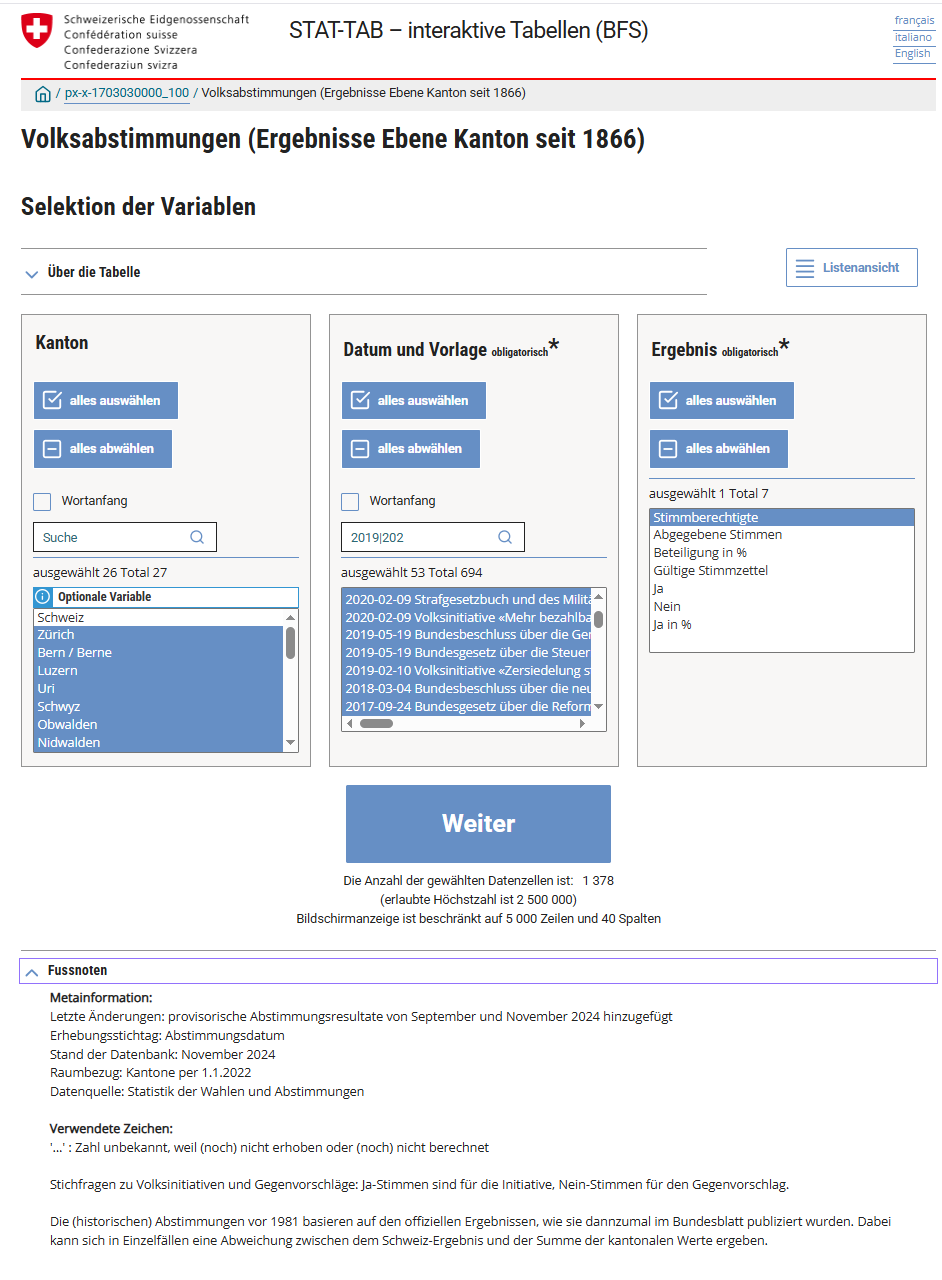 Schweizerische Eidgenossenschaft
Confédération suisse
Confederazione Svizzera
Confederaziun svizra
STAT-TAB – interaktive Tabellen (BFS)
français
italiano
English
/ px-x-1703030000_100 / Volksabstimmungen (Ergebnisse Ebene Kanton seit 1866)
Volksabstimmungen (Ergebnisse Ebene Kanton seit 1866)
Selektion der Variablen
Über die Tabelle
Listenansicht
Kanton
alles auswählen
alles abwählen
Wortanfang
Suche
ausgewählt 26 Total 27
Optionale Variable
Schweiz
Zürich
Bern / Berne
Luzern
Uri
Schwyz
Obwalden
Nidwalden
Datum und Vorlage obligatorisch*
alles auswählen
alles abwählen
Wortanfang
2019|202
ausgewählt 53 Total 694
2020-02-09 Strafgesetzbuch und des Militä
2020-02-09 Volksinitiative «Mehr bezahlba
2019-05-19 Bundesbeschluss über die Ger
2019-05-19 Bundesgesetz über die Steuer
2019-02-10 Volksinitiative «Zersiedelung s
2018-03-04 Bundesbeschluss über die neu
2017-09-24 Bundesgesetz über die Reform
Ergebnis obligatorisch*
alles auswählen
alles abwählen
ausgewählt 1 Total 7
Stimmberechtigte
Abgegebene Stimmen
Beteiligung in %
Gültige Stimmzettel
Ja
Nein
Ja in %
Weiter
Die Anzahl der gewählten Datenzellen ist: 1 378
(erlaubte Höchstzahl ist 2 500 000)
Bildschirmanzeige ist beschränkt auf 5 000 Zeilen und 40 Spalten
Fussnoten
Metainformation:
Letzte Änderungen: provisorische Abstimmungsresultate von September und November 2024 hinzugefügt
Erhebungsstichtag: Abstimmungsdatum
Stand der Datenbank: November 2024
Raumbezug: Kantone per 1.1.2022
Datenquelle: Statistik der Wahlen und Abstimmungen
Verwendete Zeichen:
'...' : Zahl unbekannt, weil (noch) nicht erhoben oder (noch) nicht berechnet
Stichfragen zu Volksinitiativen und Gegenvorschläge: Ja-Stimmen sind für die Initiative, Nein-Stimmen für den Gegenvorschlag.
Die (historischen) Abstimmungen vor 1981 basieren auf den offiziellen Ergebnissen, wie sie dannzumal im Bundesblatt publiziert wurden. Dabei
kann sich in Einzelfällen eine Abweichung zwischen dem Schweiz-Ergebnis und der Summe der kantonalen Werte ergeben.